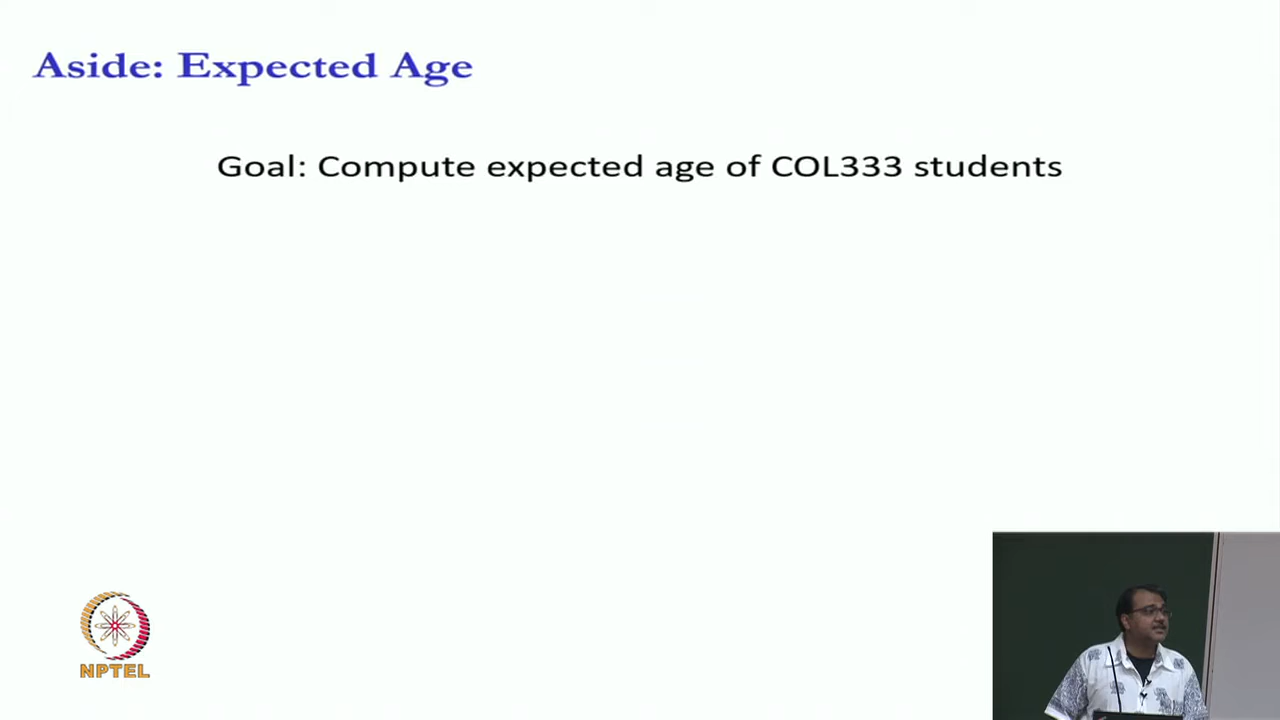 Aside: Expected Age
Goal: Compute expected age of COL333 students
NPTEL